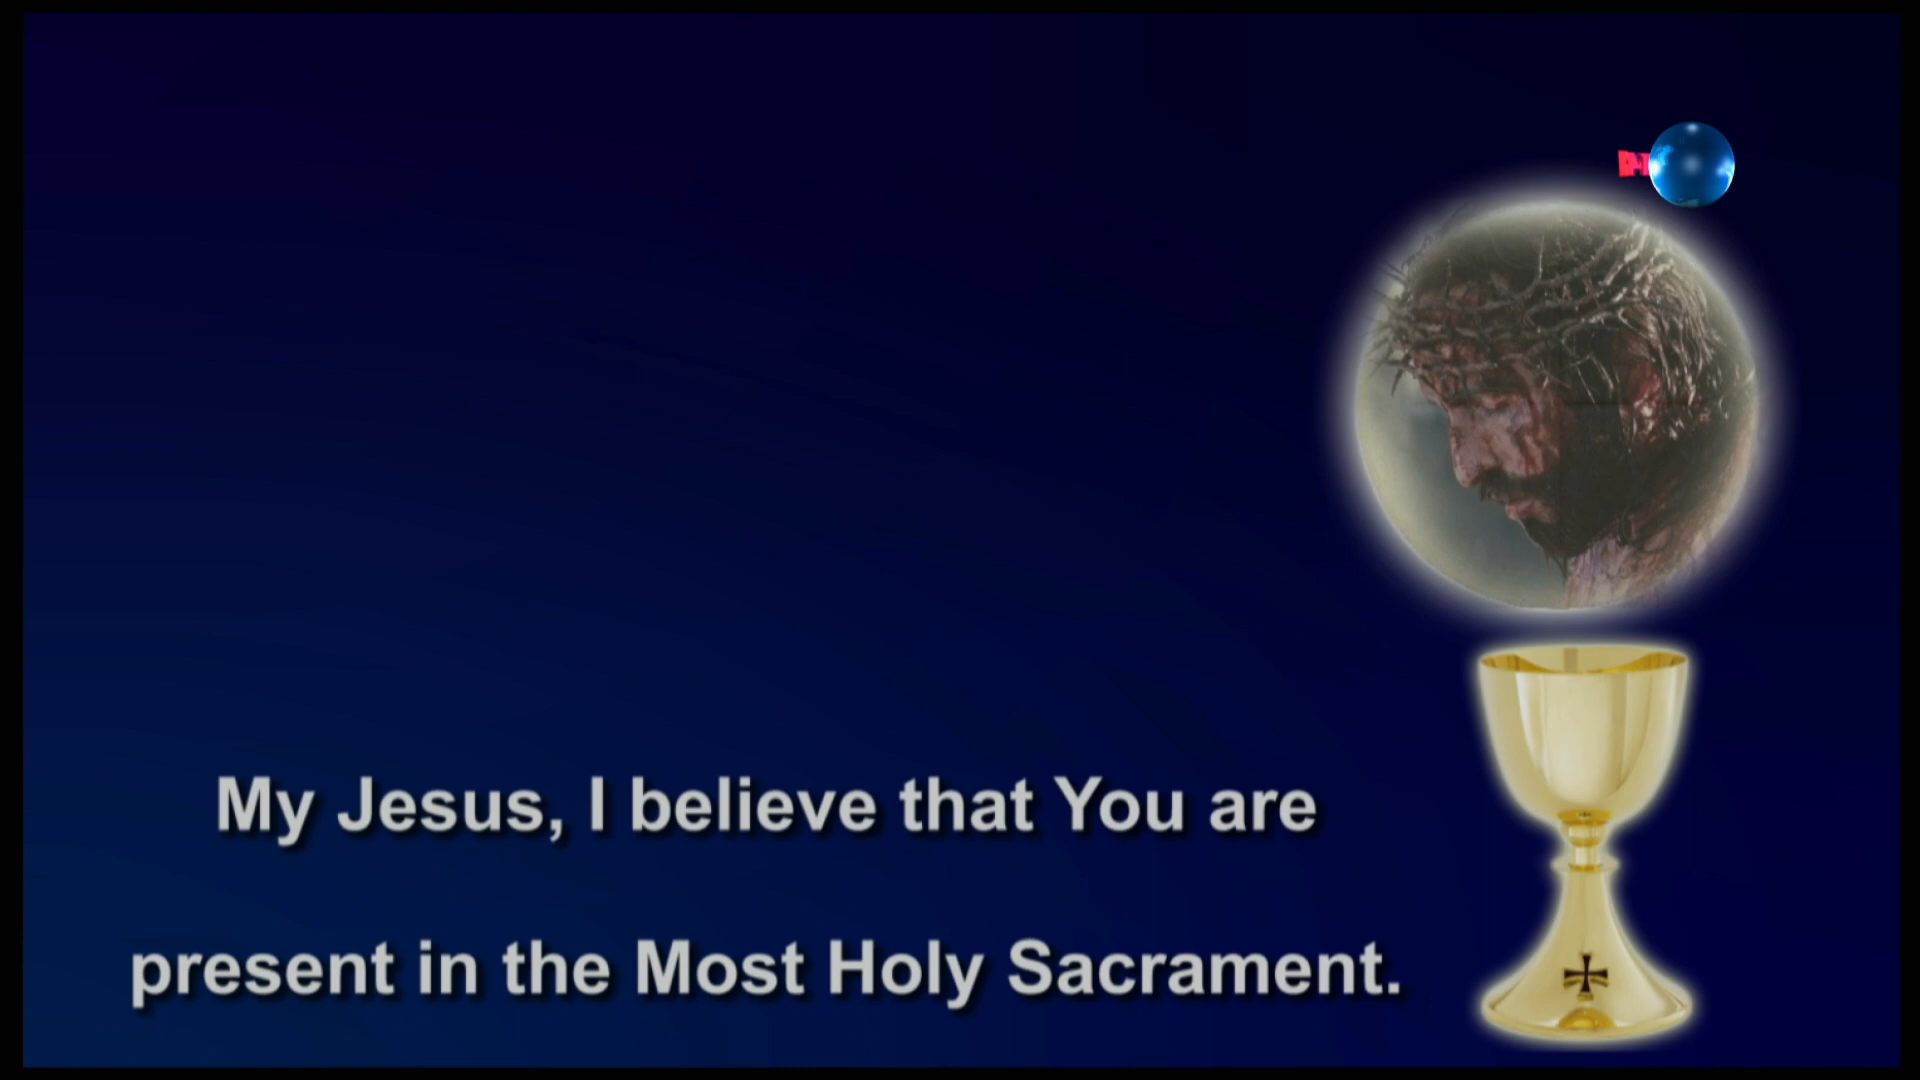 My Jesus, I believe that You are
present in the Most Holy Sacrament.